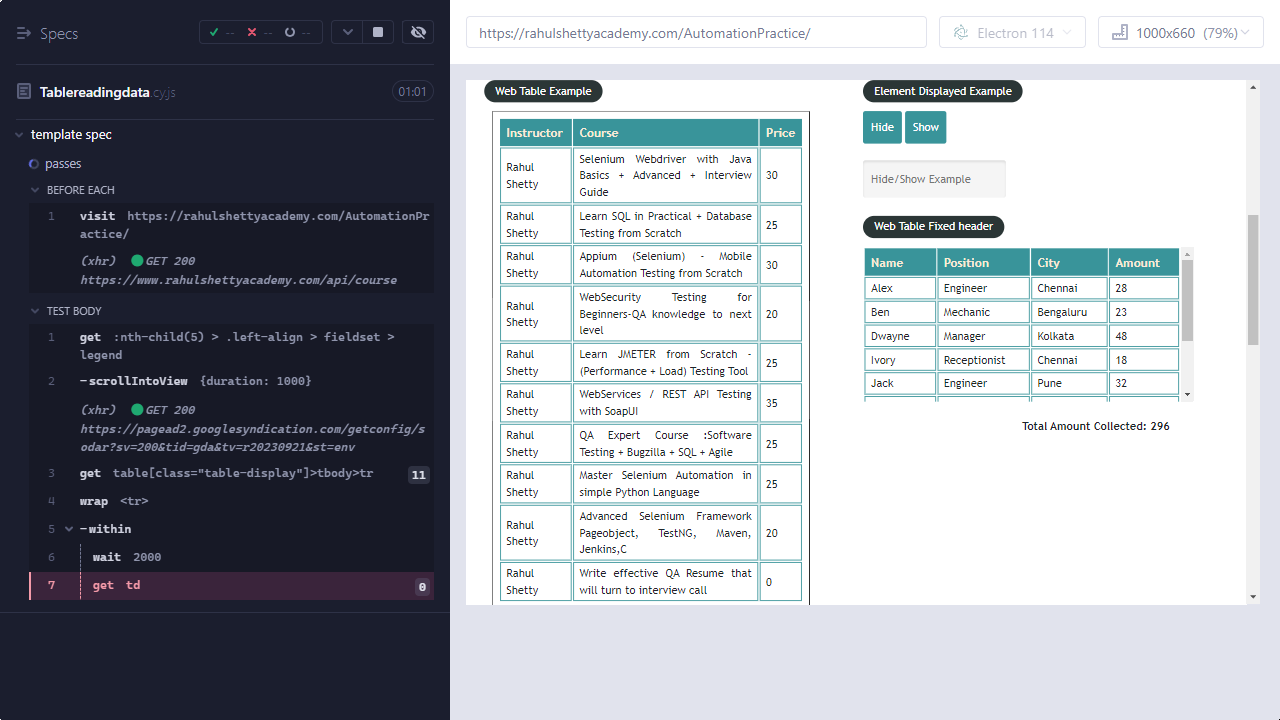 Specs
-- -- --
Tablereadingdata.cy.js 01:01
template spec
passes
BEFORE EACH
1 visit https://rahulshettyacademy.com/AutomationPr
actice/
(xhr) GET 200
https://www.rahulshettyacademy.com/api/course
TEST BODY
1 get :nth-child(5) > .left-align > fieldset >
legend
2 -scrollIntoView {duration: 1000}
(xhr) GET 200
https://pagead2.googlesyndication.com/getconfig/s
odar?sv=200&tid=gda&tv=r20230921&st=env
3 get table[class="table-display"]>tbody>tr 11
4 wrap <tr>
5 -within
6 wait 2000
7 get td 0
https://rahulshettyacademy.com/AutomationPractice/
Electron 114
1000x660 (79%)
Web Table Example
Instructor Course Price
Rahul
Shetty
Selenium Webdriver with Java
Basics + Advanced + Interview
Guide
30
Rahul
Shetty
Learn SQL in Practical + Database
Testing from Scratch
25
Rahul
Shetty
Appium (Selenium) - Mobile
Automation Testing from Scratch
30
Rahul
Shetty
WebSecurity Testing for
Beginners-QA knowledge to next
level
20
Rahul
Shetty
Learn JMETER from Scratch -
(Performance + Load) Testing Tool
25
Rahul
Shetty
WebServices / REST API Testing
with SoapUI
35
Rahul
Shetty
QA Expert Course :Software
Testing + Bugzilla + SQL + Agile
25
Rahul
Shetty
Master Selenium Automation in
simple Python Language
25
Rahul
Shetty
Advanced Selenium Framework
Pageobject, TestNG, Maven,
Jenkins,C
20
Rahul
Shetty
Write effective QA Resume that
will turn to interview call
0
Element Displayed Example
Hide Show
Hide/Show Example
Web Table Fixed header
Name Position City Amount
Alex Engineer Chennai 28
Ben Mechanic Bengaluru 23
Dwayne Manager Kolkata 48
Ivory Receptionist Chennai 18
Jack Engineer Pune 32
Total Amount Collected: 296